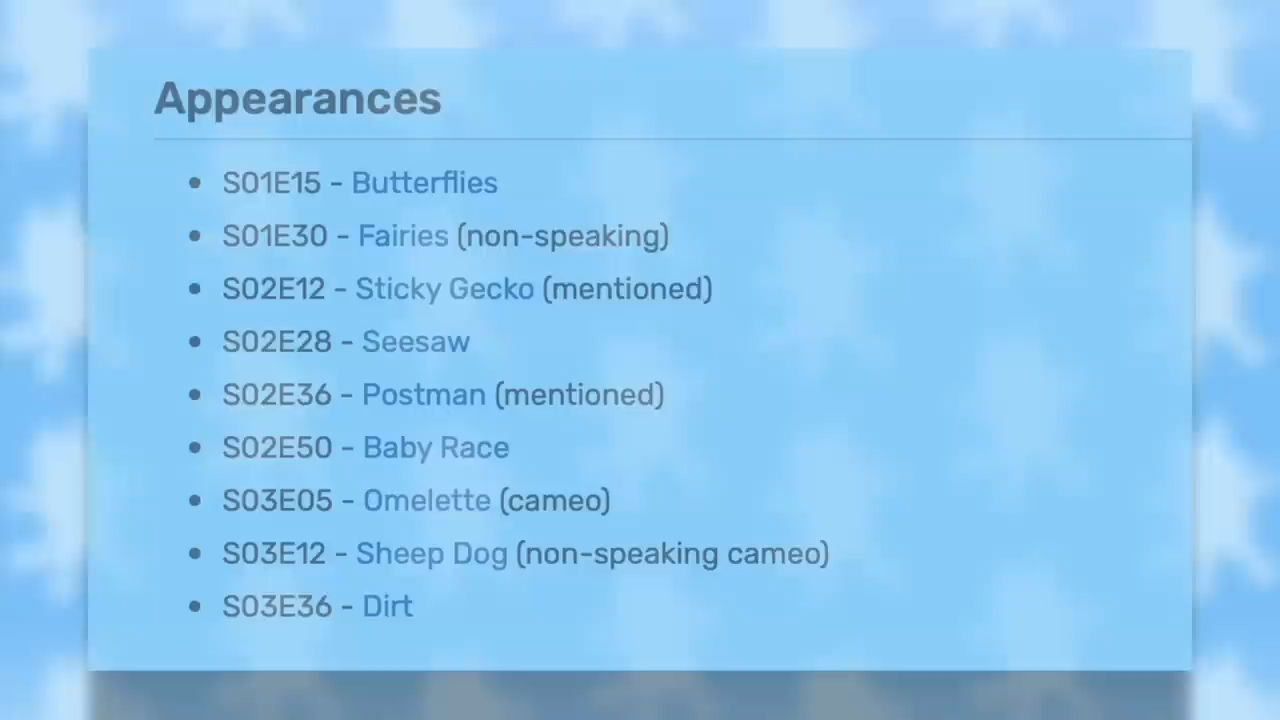 Appearances
S01E15 - Butterflies
S01E30 - Fairies (non-speaking)
S02E12 - Sticky Gecko (mentioned)
S02E28 - Seesaw
S02E36 - Postman (mentioned)
S02E50 - Baby Race
S03E05 - Omelette (cameo)
S03E12 - Sheep Dog (non-speaking cameo)
S03E36 - Dirt